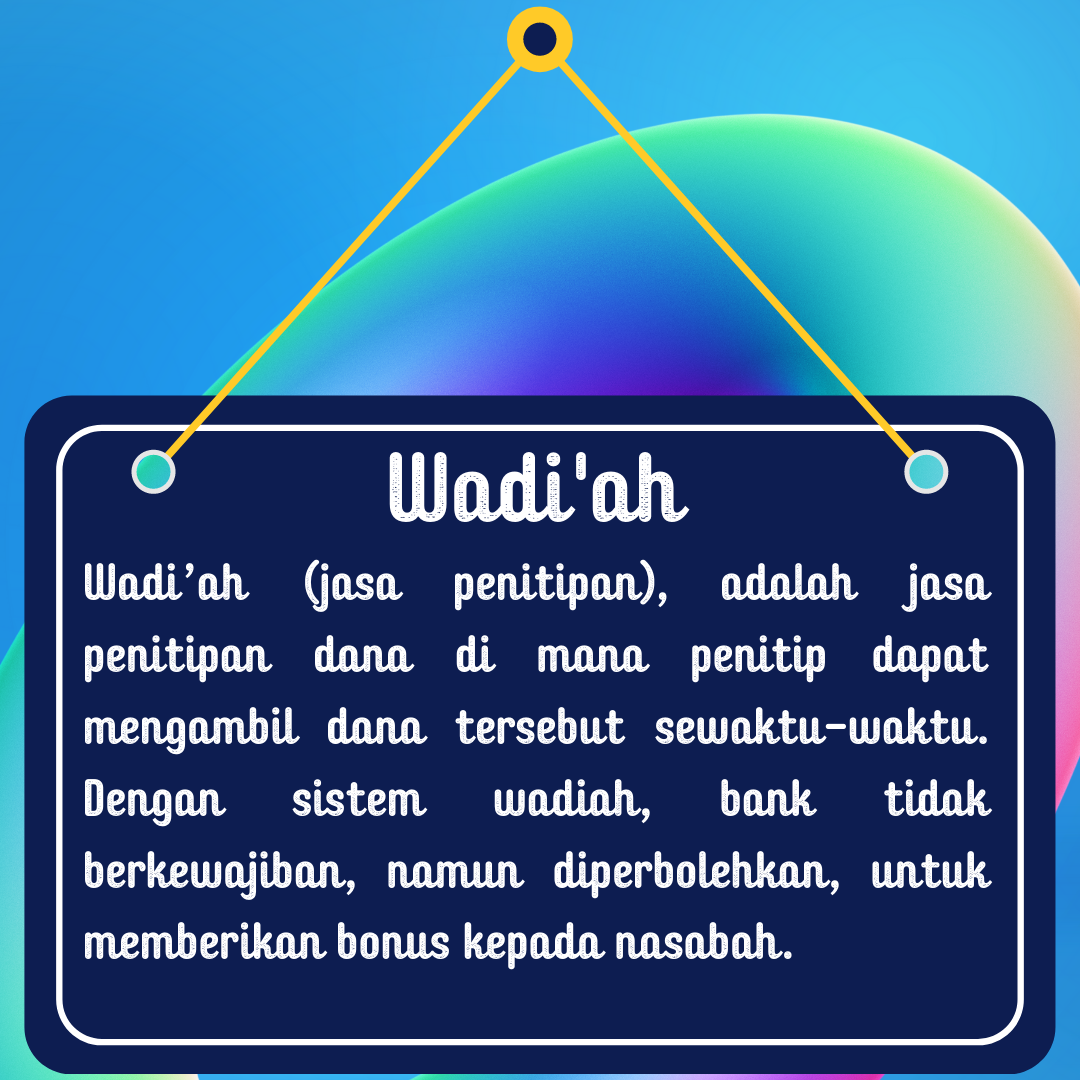 Wadi'ah
Wadi’ah (jasa penitipan), adalah jasa
penitipan dana di mana penitip dapat
mengambil dana tersebut sewaktu-waktu.
Dengan sistem wadiah, bank tidak
berkewajiban, namun diperbolehkan, untuk
memberikan bonus kepada nasabah.